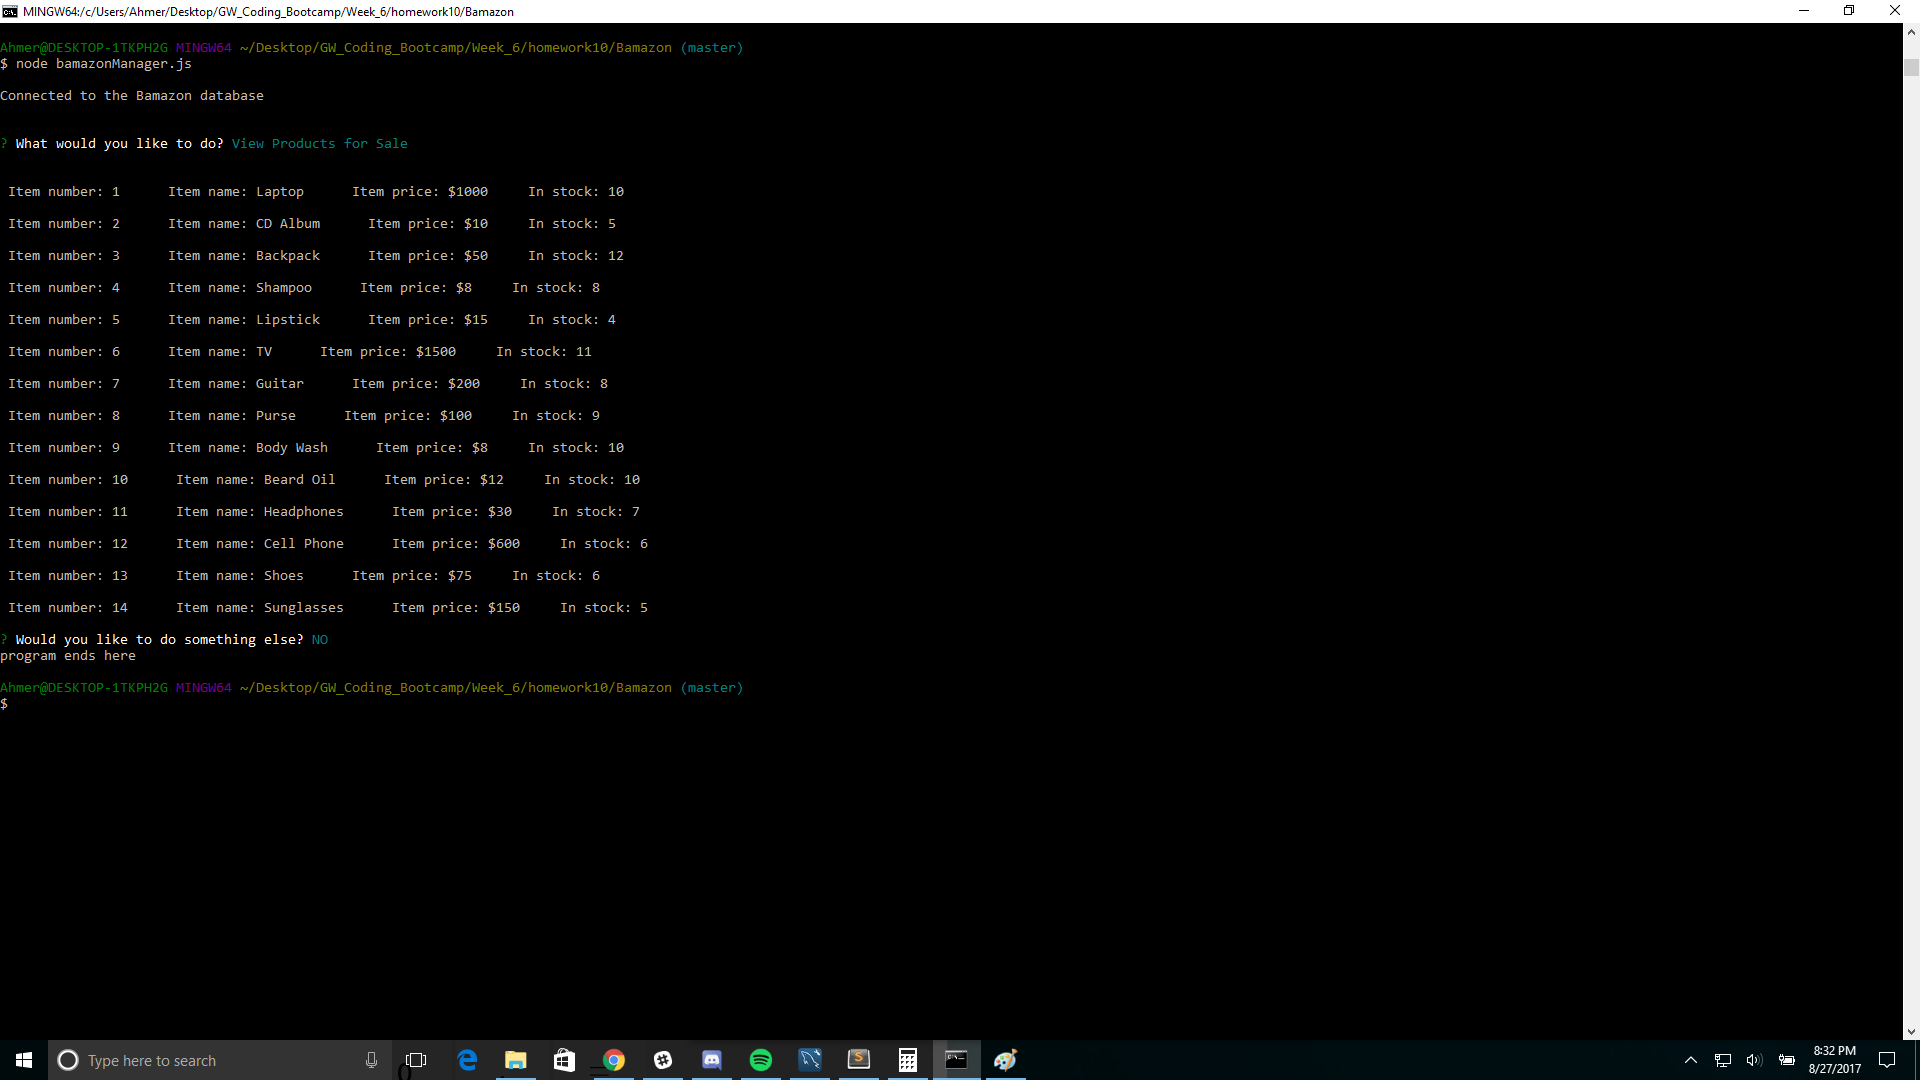 MINGW64:/c/Users/Ahmer/Desktop/GW_Coding_Bootcamp/Week_6/homework10/Bamazon
Ahmer@DESKTOP-1TKPH2G MINGW64 ~/Desktop/GW_Coding_Bootcamp/Week_6/homework10/Bamazon (master)
$ node bamazonManager.js
Connected to the Bamazon database
? What would you like to do? View Products for Sale
Item number: 1      Item name: Laptop      Item price: $1000     In stock: 10
Item number: 2      Item name: CD Album      Item price: $10     In stock: 5
Item number: 3      Item name: Backpack      Item price: $50     In stock: 12
Item number: 4      Item name: Shampoo      Item price: $8     In stock: 8
Item number: 5      Item name: Lipstick      Item price: $15     In stock: 4
Item number: 6      Item name: TV      Item price: $1500     In stock: 11
Item number: 7      Item name: Guitar      Item price: $200     In stock: 8
Item number: 8      Item name: Purse      Item price: $100     In stock: 9
Item number: 9      Item name: Body Wash      Item price: $8     In stock: 10
Item number: 10      Item name: Beard Oil      Item price: $12     In stock: 10
Item number: 11      Item name: Headphones      Item price: $30     In stock: 7
Item number: 12      Item name: Cell Phone      Item price: $600     In stock: 6
Item number: 13      Item name: Shoes      Item price: $75     In stock: 6
Item number: 14      Item name: Sunglasses      Item price: $150     In stock: 5
? Would you like to do something else? NO
program ends here
Ahmer@DESKTOP-1TKPH2G MINGW64 ~/Desktop/GW_Coding_Bootcamp/Week_6/homework10/Bamazon (master)
$
Type here to search
8:32 PM
8/27/2017